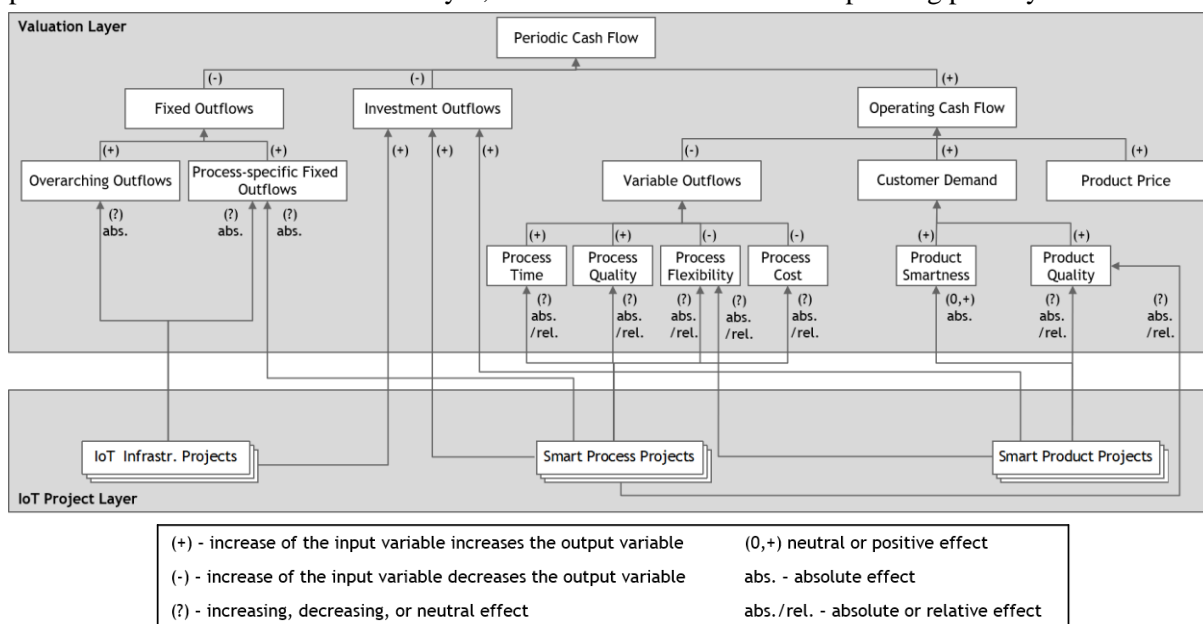 Valuation Layer
Periodic Cash Flow
(-)
(-)
(+)
Fixed Outflows
Investment Outflows
Operating Cash Flow
(+)
(+)
(+)
(+)
(+)
(-)
(+)
(+)
Overarching Outflows
Process-specific Fixed
Outflows
Variable Outflows
Customer Demand
Product Price
(?)
abs.
(?)
abs.
(?)
abs.
(+)
(+)
(-)
(-)
(+)
(+)
Process
Time
Process
Quality
Process
Flexibility
Process
Cost
Product
Smartness
Product
Quality
(?)
abs.
/rel.
(?)
abs.
/rel.
(?)
abs.
/rel.
(?)
abs.
/rel.
(?)
abs.
/rel.
(0,+)
abs.
(?)
abs.
/rel.
(?)
abs.
/rel.
IoT Infrastr. Projects
Smart Process Projects
Smart Product Projects
IoT Project Layer
(+) - increase of the input variable increases the output variable
(0,+) neutral or positive effect
(-) - increase of the input variable decreases the output variable
abs. - absolute effect
(?) - increasing, decreasing, or neutral effect
abs./rel. - absolute or relative effect